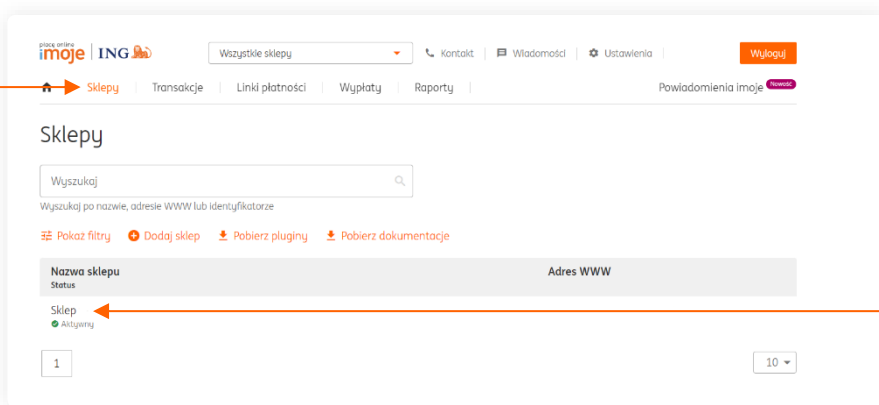 płacę online
imoje | ING
Wszystkie sklepy
Kontakt
Wiadomości
Ustawienia
Wyloguj
Sklepy
Transakcje
Linki płatności
Wypłaty
Raporty
Powiadomienia imoje Nowość
Sklepy
Wyszukaj
Wyszukaj po nazwie, adresie WWW lub identyfikatorze
Pokaż filtry
Dodaj sklep
Pobierz pluginy
Pobierz dokumentacje
Nazwa sklepu
Adres WWW
Status
Sklep
Aktywny
1
10